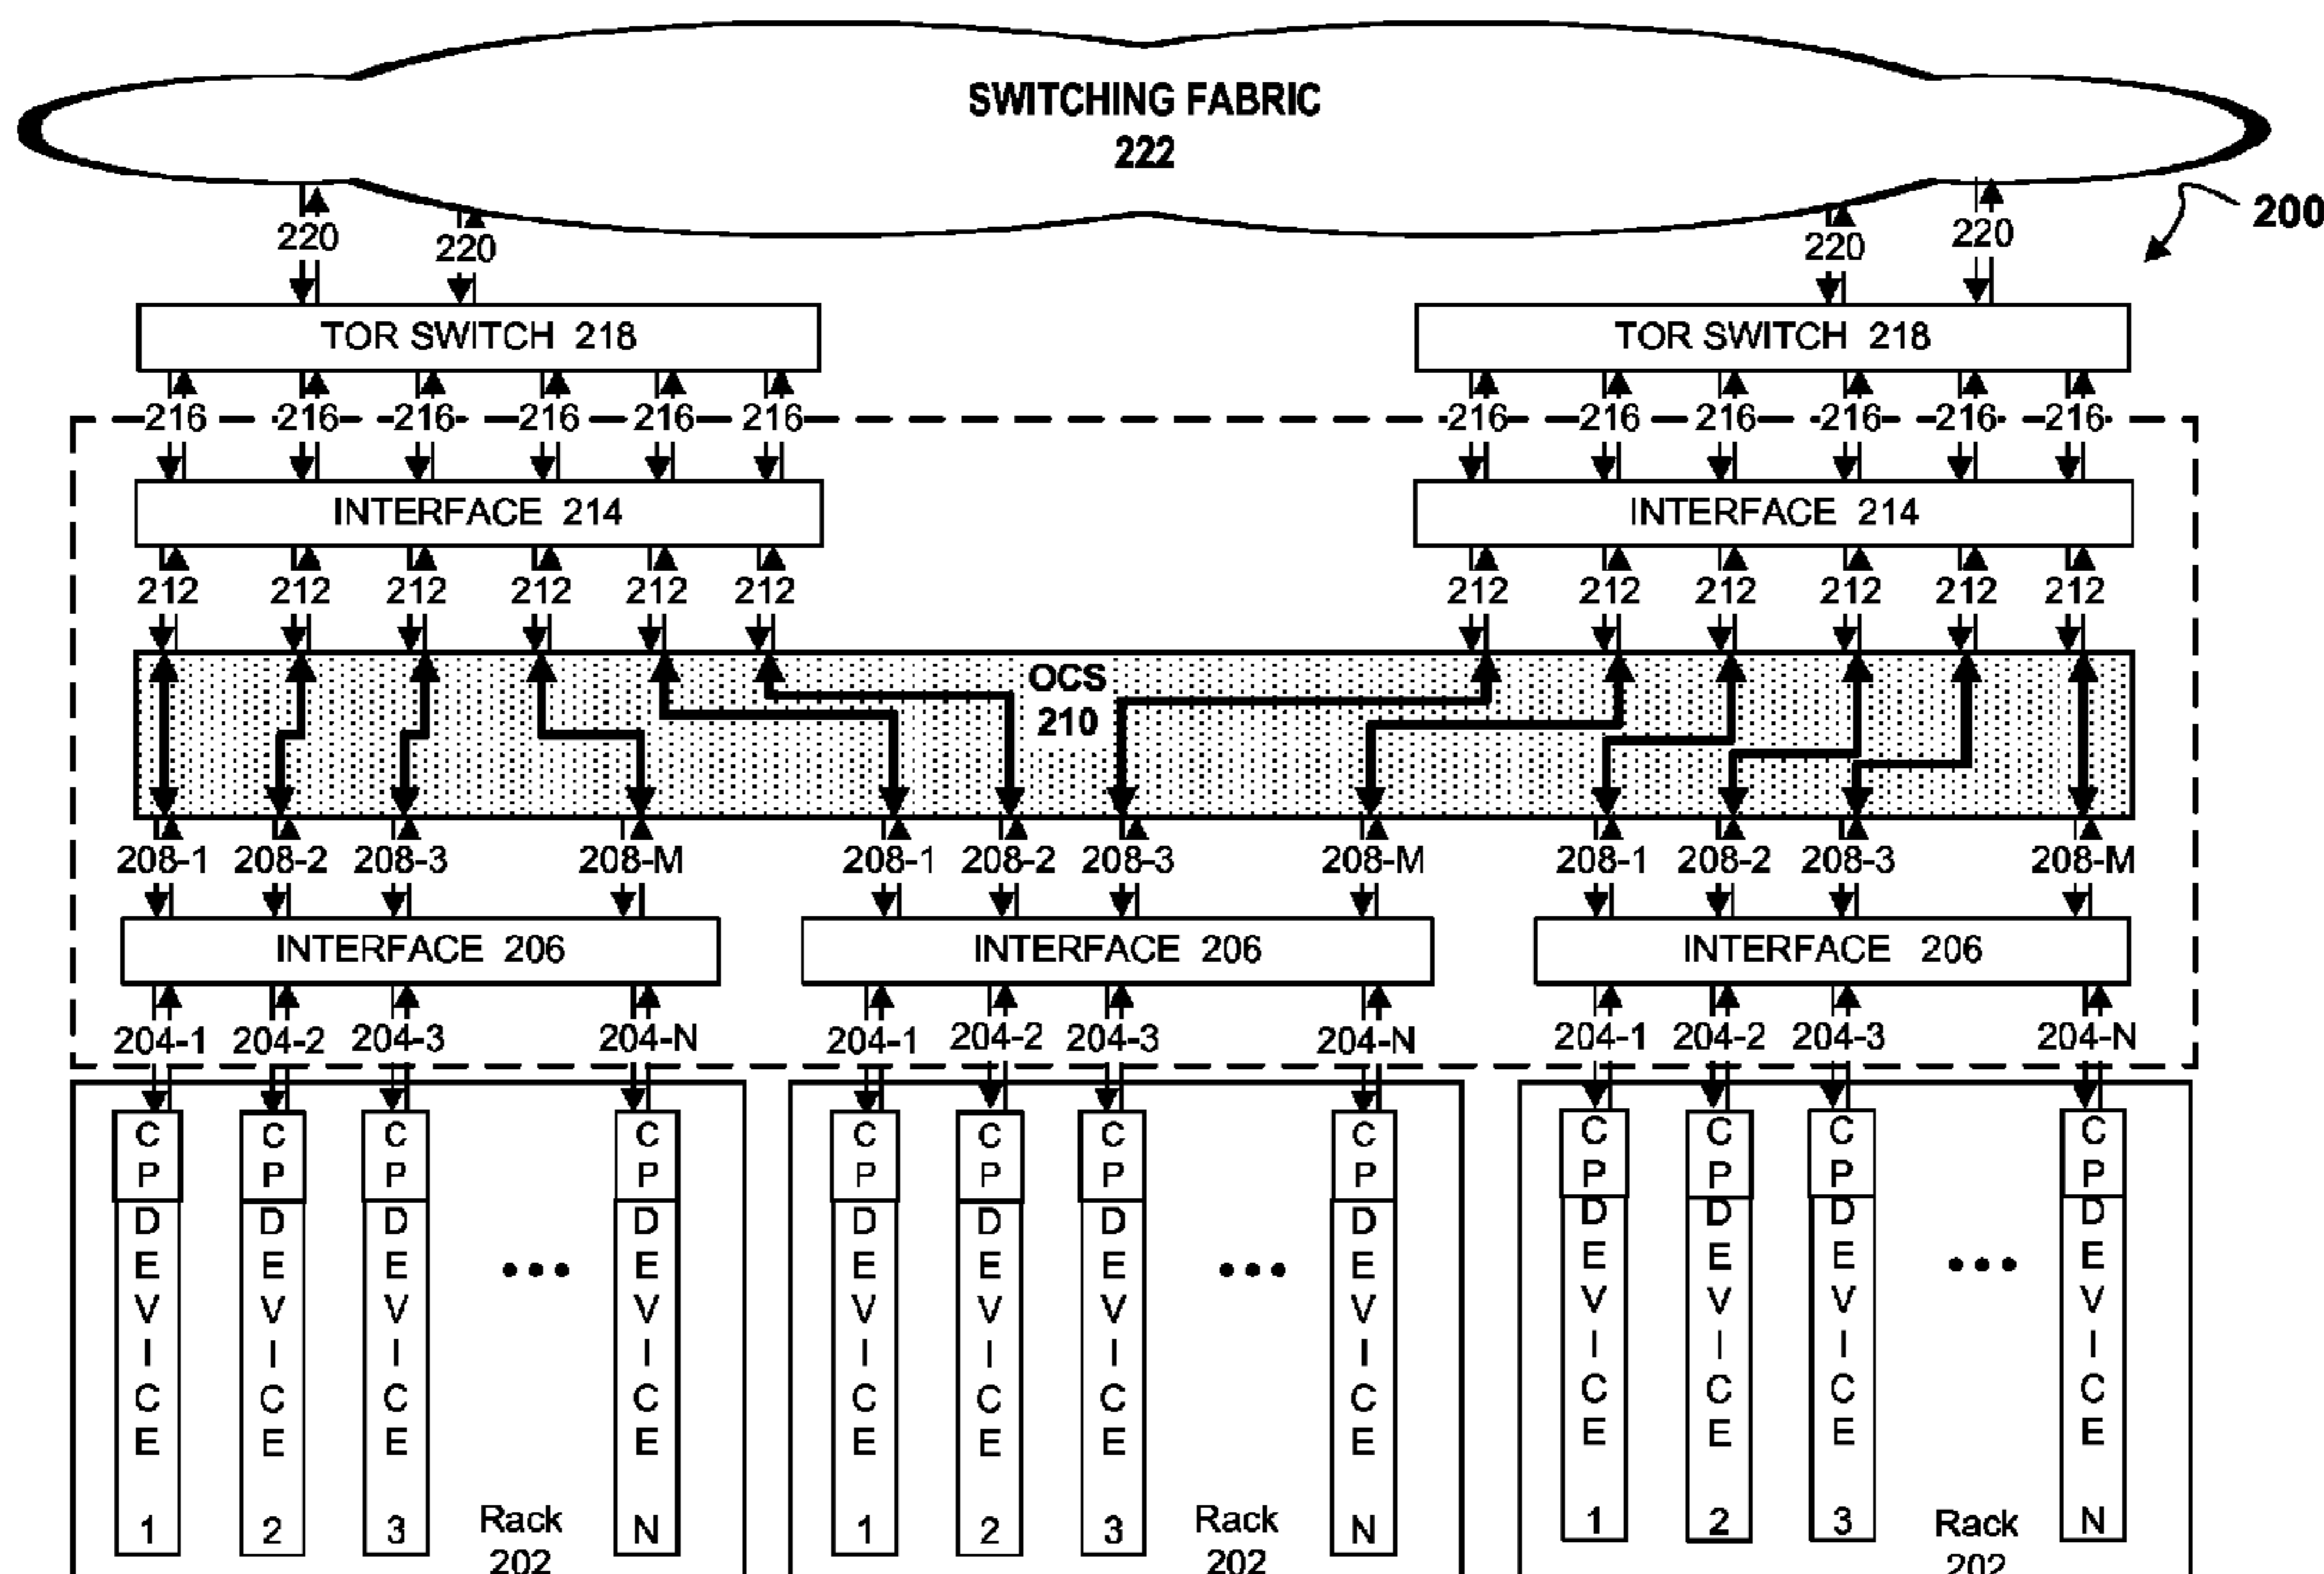 SWITCHING FABRIC
222
200
220 220 220 220
TOR SWITCH 218 TOR SWITCH 218
216 216 216 216 216 216 216 216 216 216 216 216
INTERFACE 214 INTERFACE 214
212 212 212 212 212 212 212 212 212 212 212 212
OCS
210
208-1 208-2 208-3 208-M 208-1 208-2 208-3 208-M 208-1 208-2 208-3 208-M
INTERFACE 206 INTERFACE 206 INTERFACE 206
204-1 204-2 204-3 204-N 204-1 204-2 204-3 204-N 204-1 204-2 204-3 204-N
CP CP CP CP CP CP CP CP CP CP CP CP
DEVICE 1 DEVICE 2 DEVICE 3 ... DEVICE N DEVICE 1 DEVICE 2 DEVICE 3 ... DEVICE N DEVICE 1 DEVICE 2 DEVICE 3 ... DEVICE N
Rack Rack Rack
202 202 202